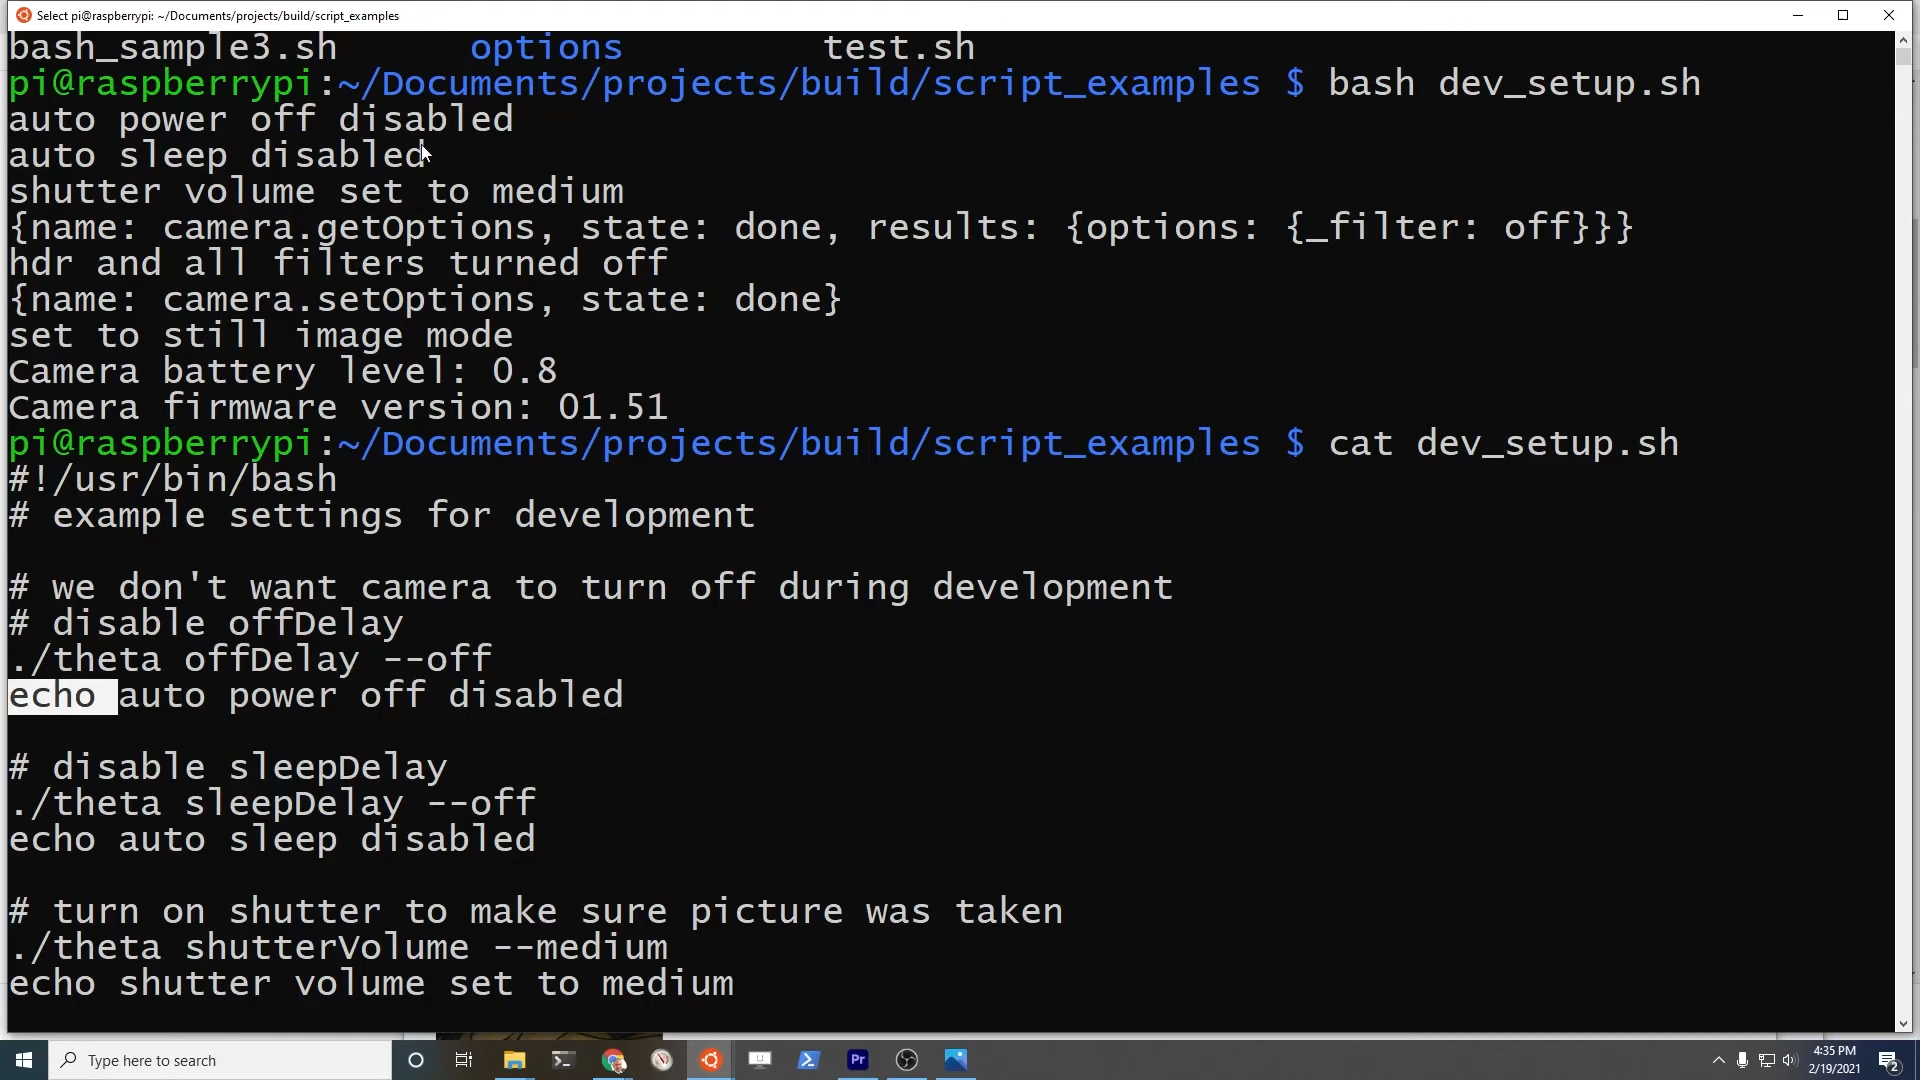 Select pi@raspberrypi: ~/Documents/projects/build/script_examples
bash_sample3.sh options test.sh
pi@raspberrypi:~/Documents/projects/build/script_examples $ bash dev_setup.sh
auto power off disabled
auto sleep disabled
shutter volume set to medium
{name: camera.getOptions, state: done, results: {options: {_filter: off}}}
hdr and all filters turned off
{name: camera.setOptions, state: done}
set to still image mode
Camera battery level: 0.8
Camera firmware version: 01.51
pi@raspberrypi:~/Documents/projects/build/script_examples $ cat dev_setup.sh
#!/usr/bin/bash
# example settings for development
# we don't want camera to turn off during development
# disable offDelay
./theta offDelay --off
echo auto power off disabled
# disable sleepDelay
./theta sleepDelay --off
echo auto sleep disabled
# turn on shutter to make sure picture was taken
./theta shutterVolume --medium
echo shutter volume set to medium
Type here to search
Pr
4:35 PM
2/19/2021
2